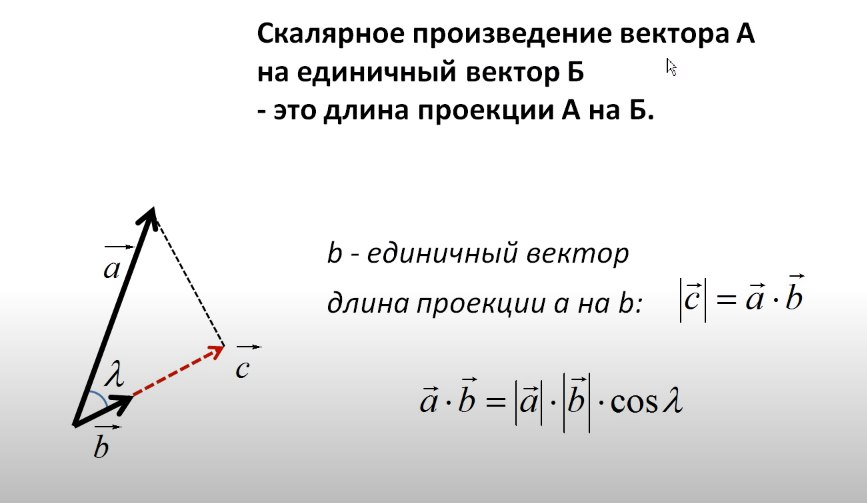 Скалярное произведение вектора А
на единичный вектор Б
- это длина проекции А на Б.
a
b - единичный вектор
длина проекции a на b: |c| = a · b
λ
c
a · b = |a| · |b| · cos λ
b